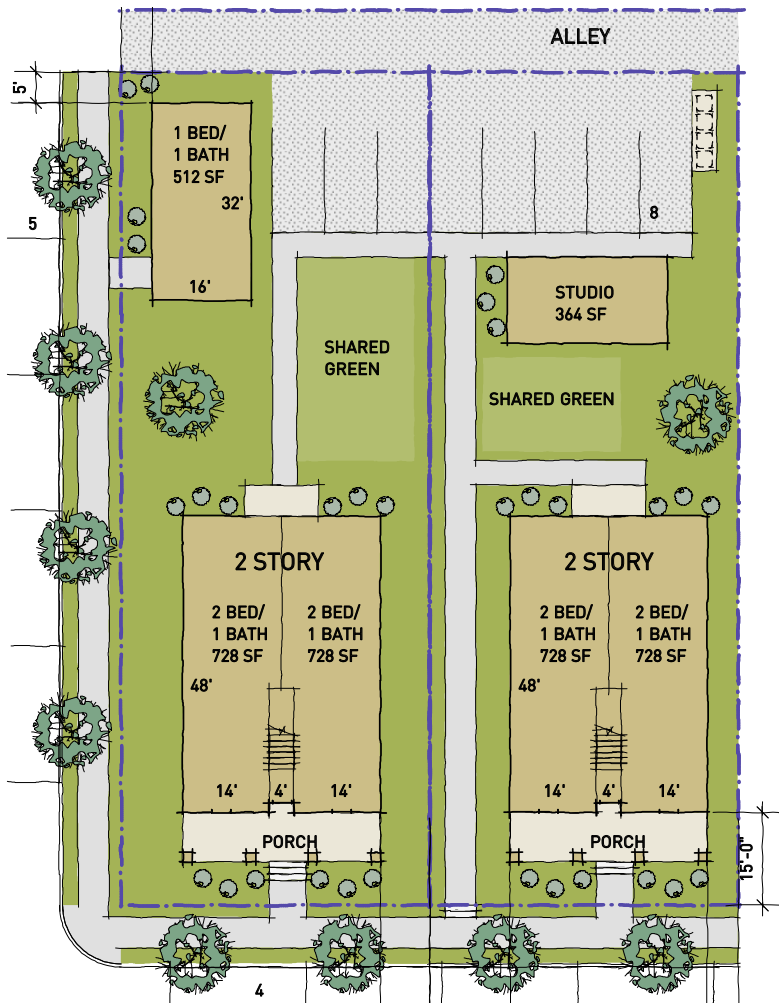 ALLEY
5'
1 BED/
1 BATH
512 SF
32'
16'
5
8
STUDIO
364 SF
SHARED
GREEN
SHARED GREEN
2 STORY
2 BED/
1 BATH
728 SF
2 BED/
1 BATH
728 SF
48'
14'
4'
14'
PORCH
2 STORY
2 BED/
1 BATH
728 SF
2 BED/
1 BATH
728 SF
48'
14'
4'
14'
PORCH
15'-0"
4